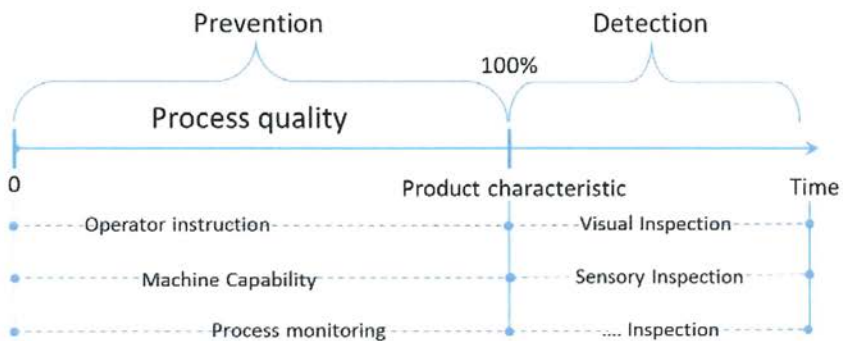 Prevention Detection
100%
Process quality
0 Product characteristic Time
Operator instruction Visual Inspection
Machine Capability Sensory Inspection
Process monitoring .... Inspection